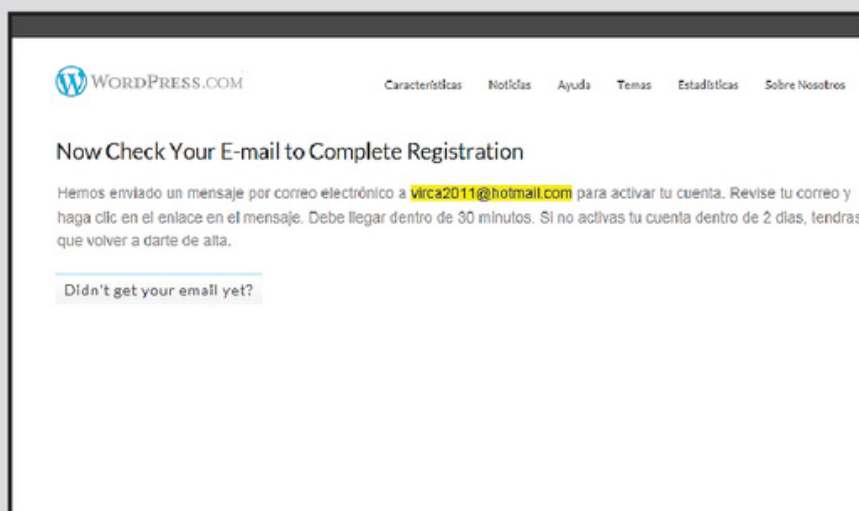 WORDPRESS.COM
Características Noticias Ayuda Temas Estadísticas Sobre Nosotros
Now Check Your E-mail to Complete Registration
Hemos enviado un mensaje por correo electrónico a virca2011@hotmail.com para activar tu cuenta. Revise tu correo y
haga clic en el enlace en el mensaje. Debe llegar dentro de 30 minutos. Si no activas tu cuenta dentro de 2 dias, tendras
que volver a darte de alta.
Didn't get your email yet?